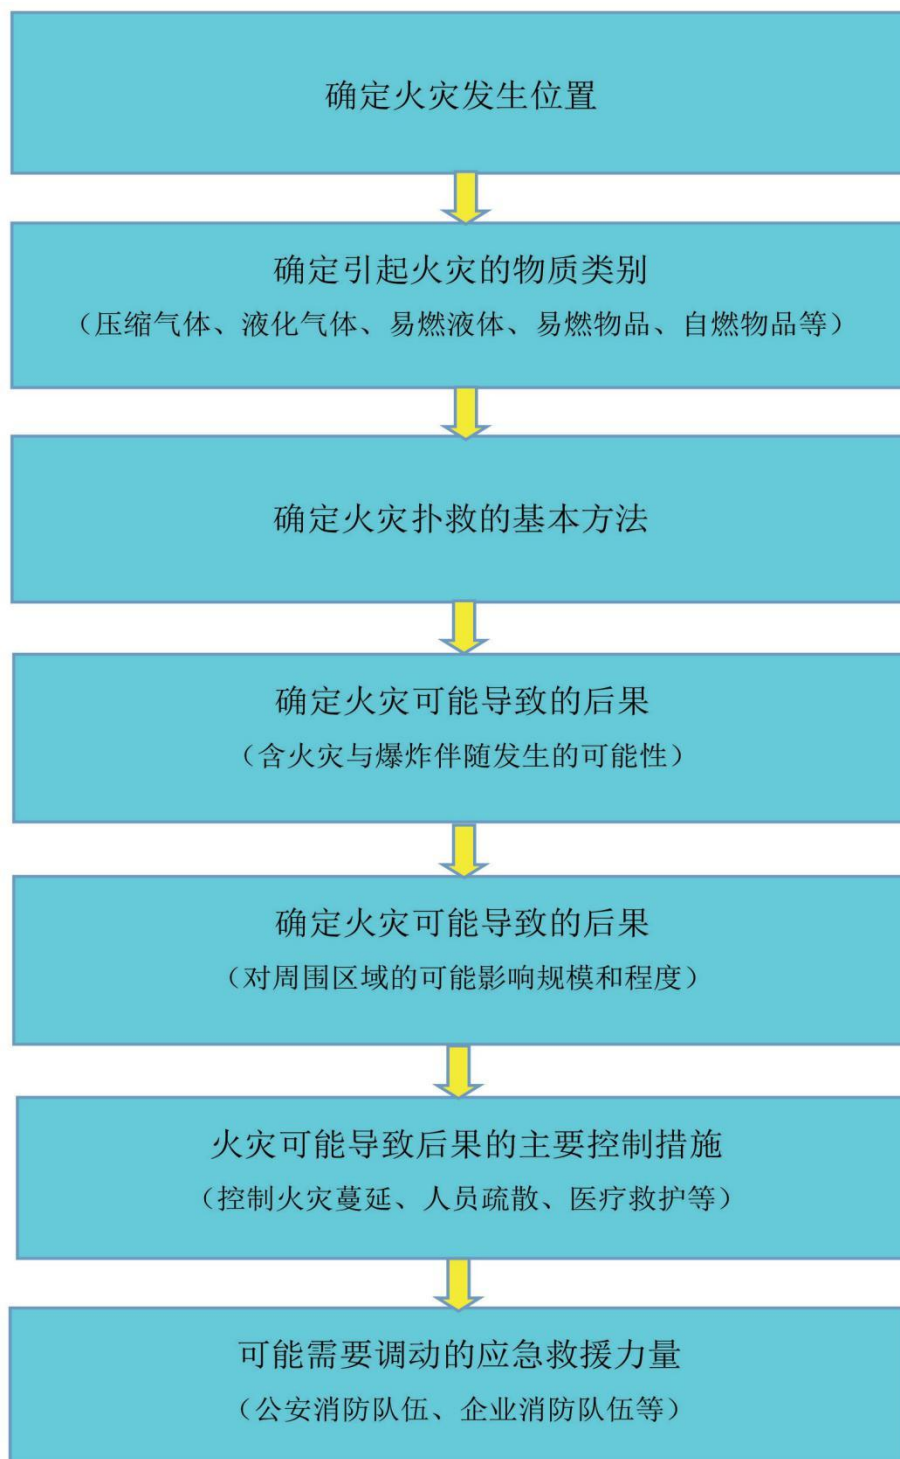 确定火灾发生位置
确定引起火灾的物质类别
（压缩气体、液化气体、易燃液体、易燃物品、自燃物品等）
确定火灾扑救的基本方法
确定火灾可能导致的后果
（含火灾与爆炸伴随发生的可能性）
确定火灾可能导致的后果
（对周围区域的可能影响规模和程度）
火灾可能导致后果的主要控制措施
（控制火灾蔓延、人员疏散、医疗救护等）
可能需要调动的应急救援力量
（公安消防队伍、企业消防队伍等）